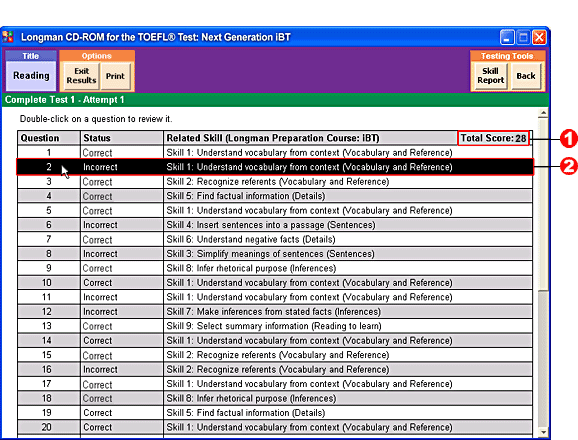 Longman CD-ROM for the TOEFL® Test: Next Generation iBT
Title Options Testing Tools
Reading Exit Results Print Skill Report Back
Complete Test 1 - Attempt 1
Double-click on a question to review it.
Question Status Related Skill (Longman Preparation Course: iBT) Total Score: 28 1
1 Correct Skill 1: Understand vocabulary from context (Vocabulary and Reference)
2 Incorrect Skill 1: Understand vocabulary from context (Vocabulary and Reference) 2
3 Correct Skill 2: Recognize referents (Vocabulary and Reference)
4 Correct Skill 5: Find factual information (Details)
5 Correct Skill 1: Understand vocabulary from context (Vocabulary and Reference)
6 Incorrect Skill 4: Insert sentences into a passage (Sentences)
7 Correct Skill 6: Understand negative facts (Details)
8 Incorrect Skill 3: Simplify meanings of sentences (Sentences)
9 Correct Skill 8: Infer rhetorical purpose (Inferences)
10 Correct Skill 1: Understand vocabulary from context (Vocabulary and Reference)
11 Incorrect Skill 1: Understand vocabulary from context (Vocabulary and Reference)
12 Incorrect Skill 7: Make inferences from stated facts (Inferences)
13 Correct Skill 9: Select summary information (Reading to learn)
14 Correct Skill 1: Understand vocabulary from context (Vocabulary and Reference)
15 Correct Skill 2: Recognize referents (Vocabulary and Reference)
16 Incorrect Skill 2: Recognize referents (Vocabulary and Reference)
17 Correct Skill 1: Understand vocabulary from context (Vocabulary and Reference)
18 Correct Skill 8: Infer rhetorical purpose (Inferences)
19 Correct Skill 5: Find factual information (Details)
20 Correct Skill 1: Understand vocabulary from context (Vocabulary and Reference)